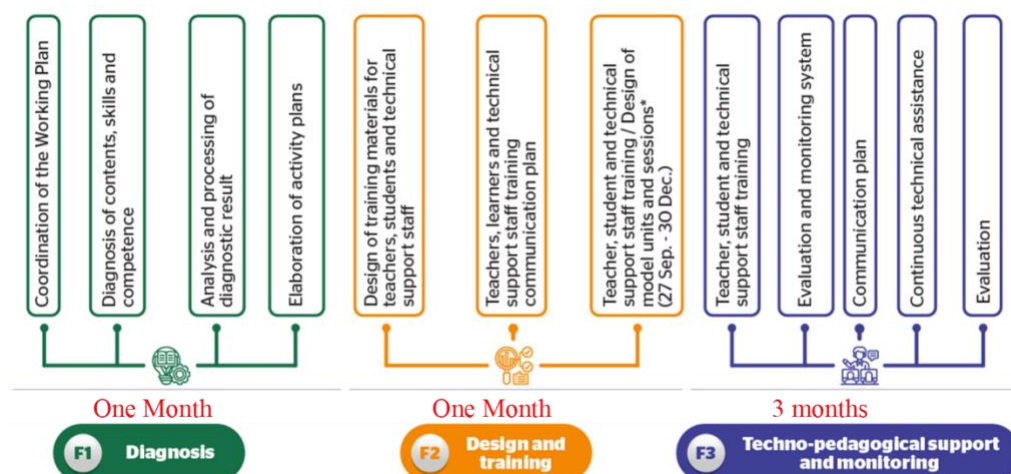 Coordination of the Working Plan
Diagnosis of contents, skills and
competence
Analysis and processing of
diagnostic result
Elaboration of activity plans
Design of training materials for
teachers, students and technical
support staff
Teachers, learners and technical
support staff training
communication plan
Teacher, student and technical
support staff training / Design of
model units and sessions*
(27 Sep. - 30 Dec.)
Teacher, student and technical
support staff training
Evaluation and monitoring system
Communication plan
Continuous technical assistance
Evaluation
One Month
One Month
3 months
F1 Diagnosis
F2 Design and
training
F3 Techno-pedagogical support
and monitoring